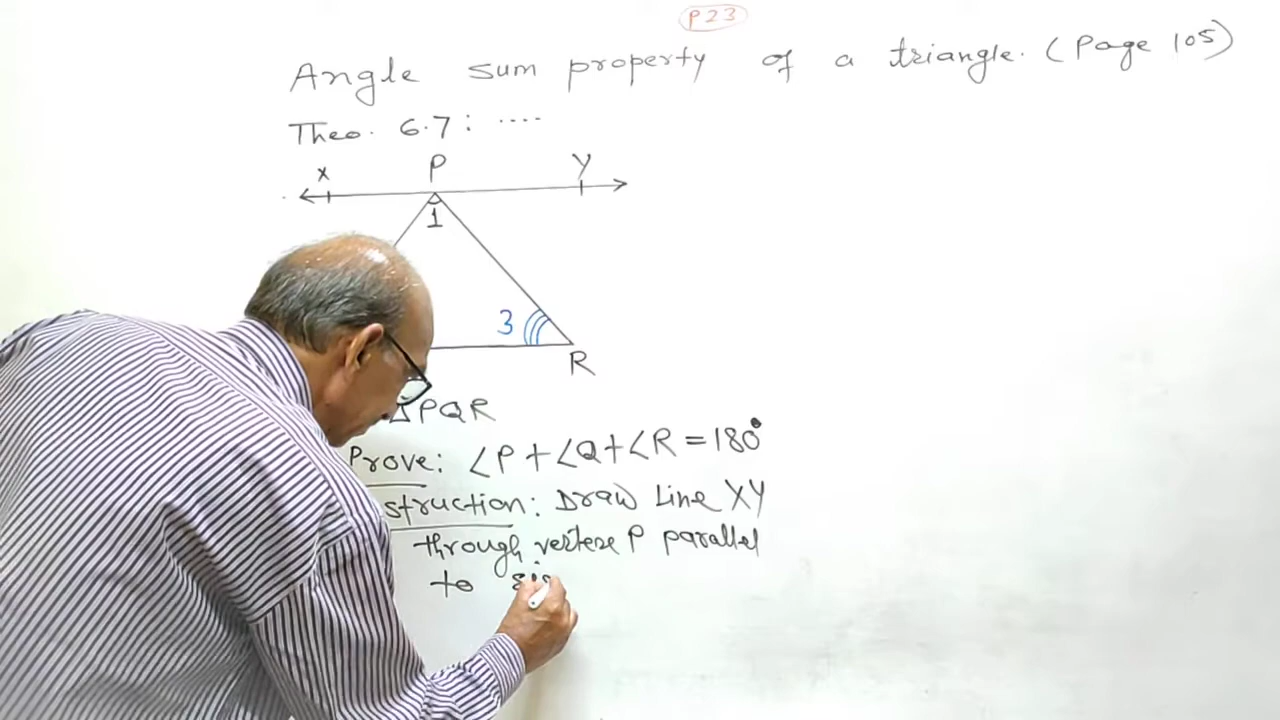 P23
Angle sum property of a triangle. (Page 105)
Theo. 6.7: ....
X P Y
1
3
R
△PQR
Prove: ∠P+∠Q+∠R=180°
struction: Draw Line XY
through vertex P parallel
to